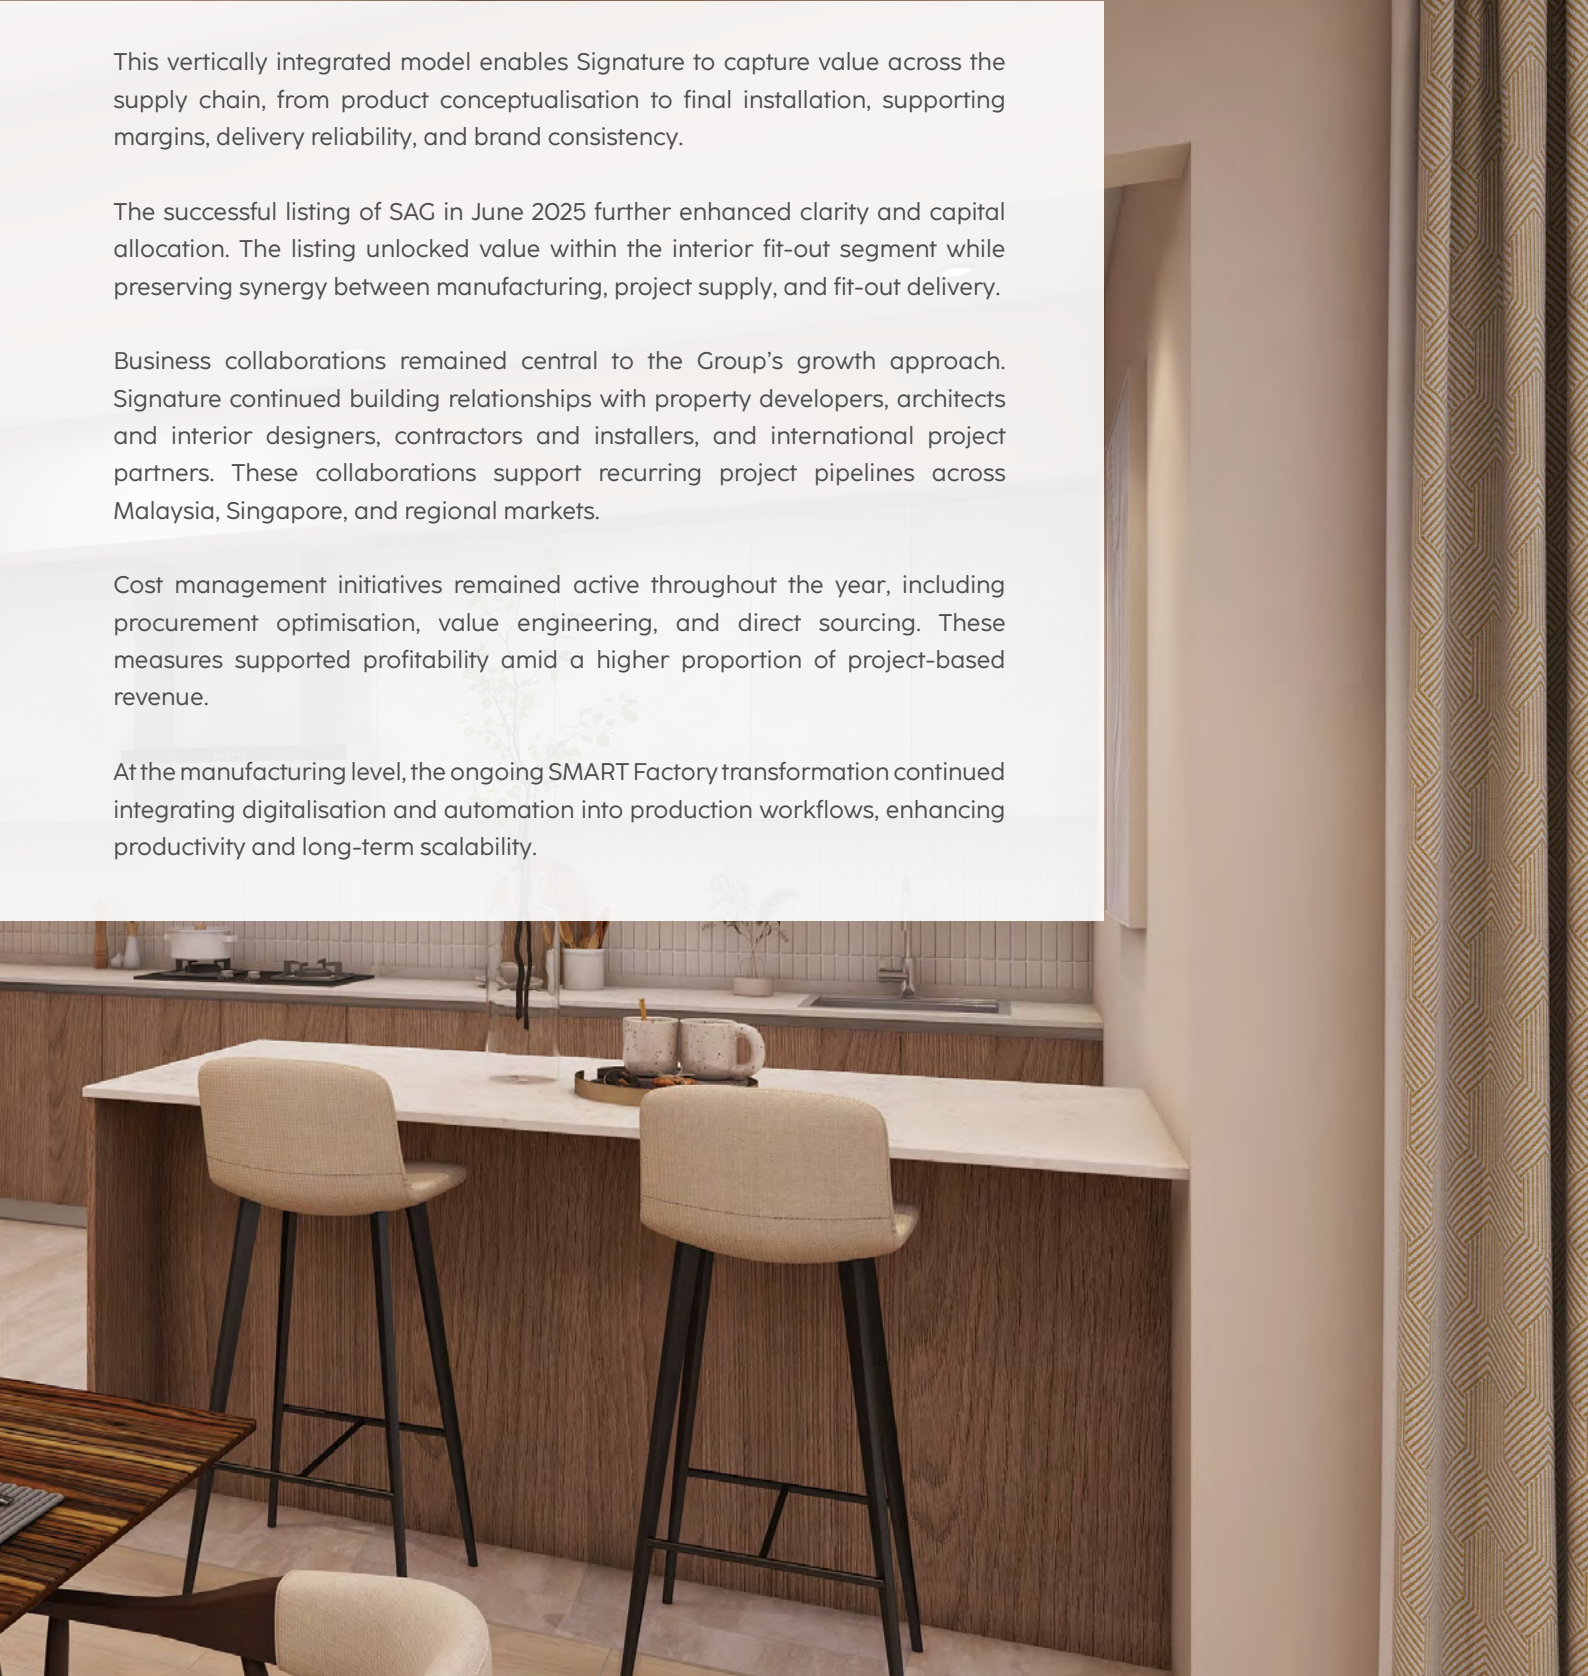 This vertically integrated model enables Signature to capture value across the
supply chain, from product conceptualisation to final installation, supporting
margins, delivery reliability, and brand consistency.
The successful listing of SAG in June 2025 further enhanced clarity and capital
allocation. The listing unlocked value within the interior fit-out segment while
preserving synergy between manufacturing, project supply, and fit-out delivery.
Business collaborations remained central to the Group’s growth approach.
Signature continued building relationships with property developers, architects
and interior designers, contractors and installers, and international project
partners. These collaborations support recurring project pipelines across
Malaysia, Singapore, and regional markets.
Cost management initiatives remained active throughout the year, including
procurement optimisation, value engineering, and direct sourcing. These
measures supported profitability amid a higher proportion of project-based
revenue.
At the manufacturing level, the ongoing SMART Factory transformation continued
integrating digitalisation and automation into production workflows, enhancing
productivity and long-term scalability.